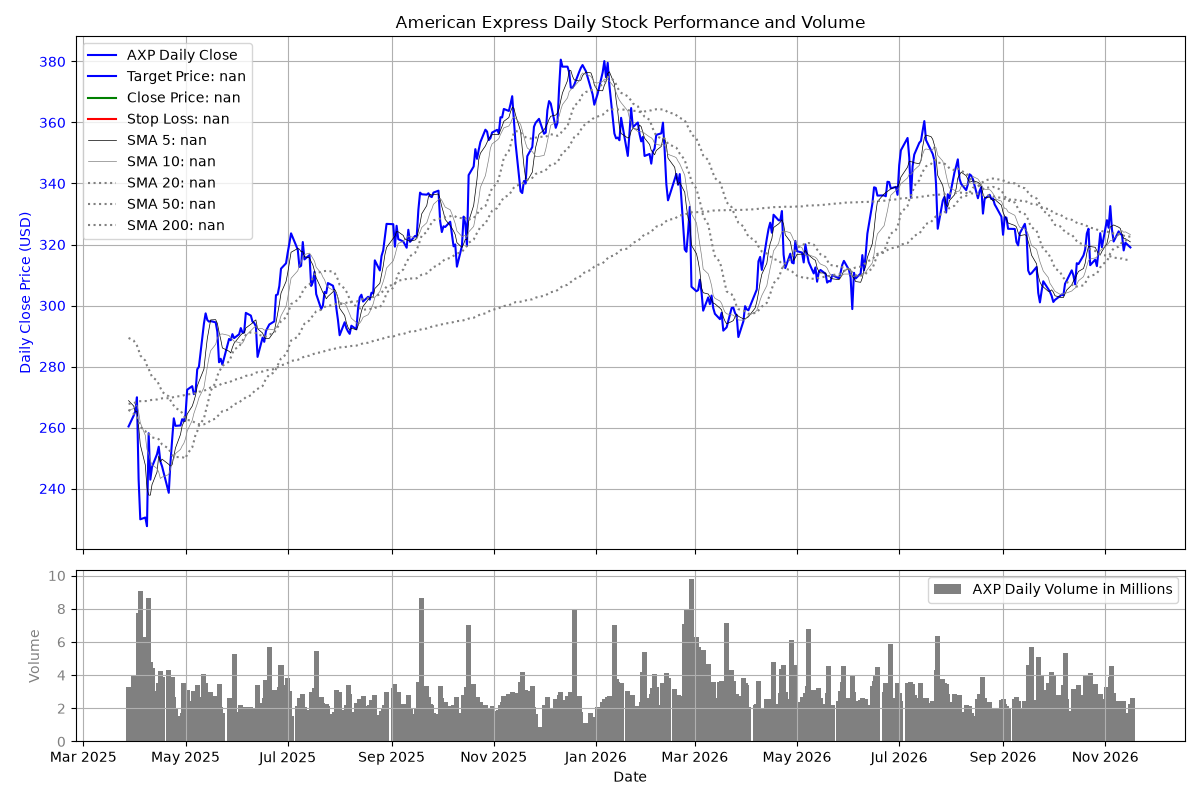 American Express Daily Stock Performance and Volume
AXP Daily Close
Target Price: nan
Close Price: nan
Stop Loss: nan
SMA 5: nan
SMA 10: nan
SMA 20: nan
SMA 50: nan
SMA 200: nan
380
360
340
320
300
280
260
240
Daily Close Price (USD)
AXP Daily Volume in Millions
10
8
6
4
2
0
Volume
Mar 2025
May 2025
Jul 2025
Sep 2025
Nov 2025
Jan 2026
Mar 2026
May 2026
Jul 2026
Sep 2026
Nov 2026
Date